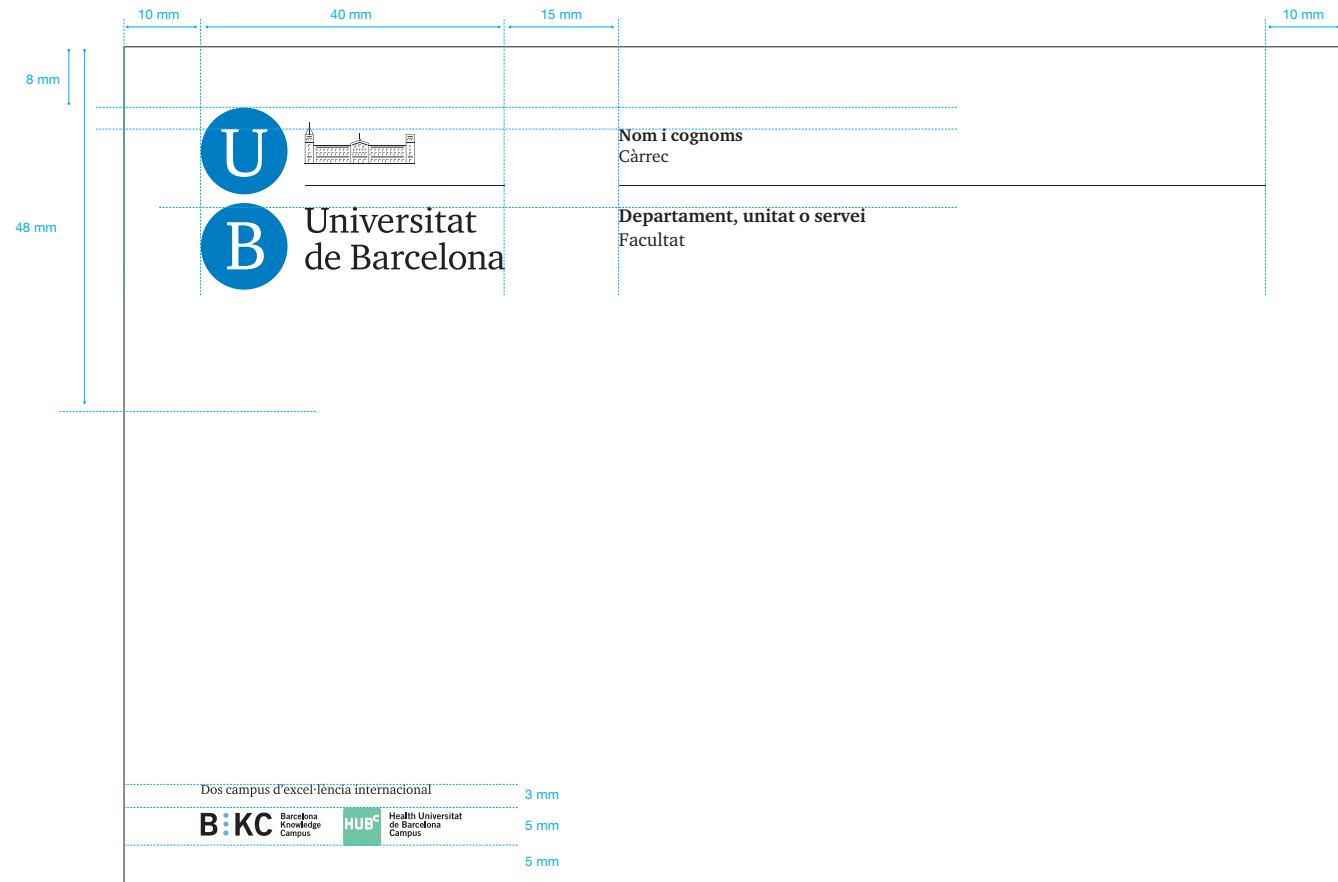 10 mm
40 mm
15 mm
10 mm
8 mm
48 mm
U
B
Universitat
de Barcelona
Nom i cognoms
Càrrec
Departament, unitat o servei
Facultat
Dos campus d'excel·lència internacional
3 mm
B KC
Barcelona
Knowledge
Campus
HUBc
Health Universitat
de Barcelona
Campus
5 mm
5 mm